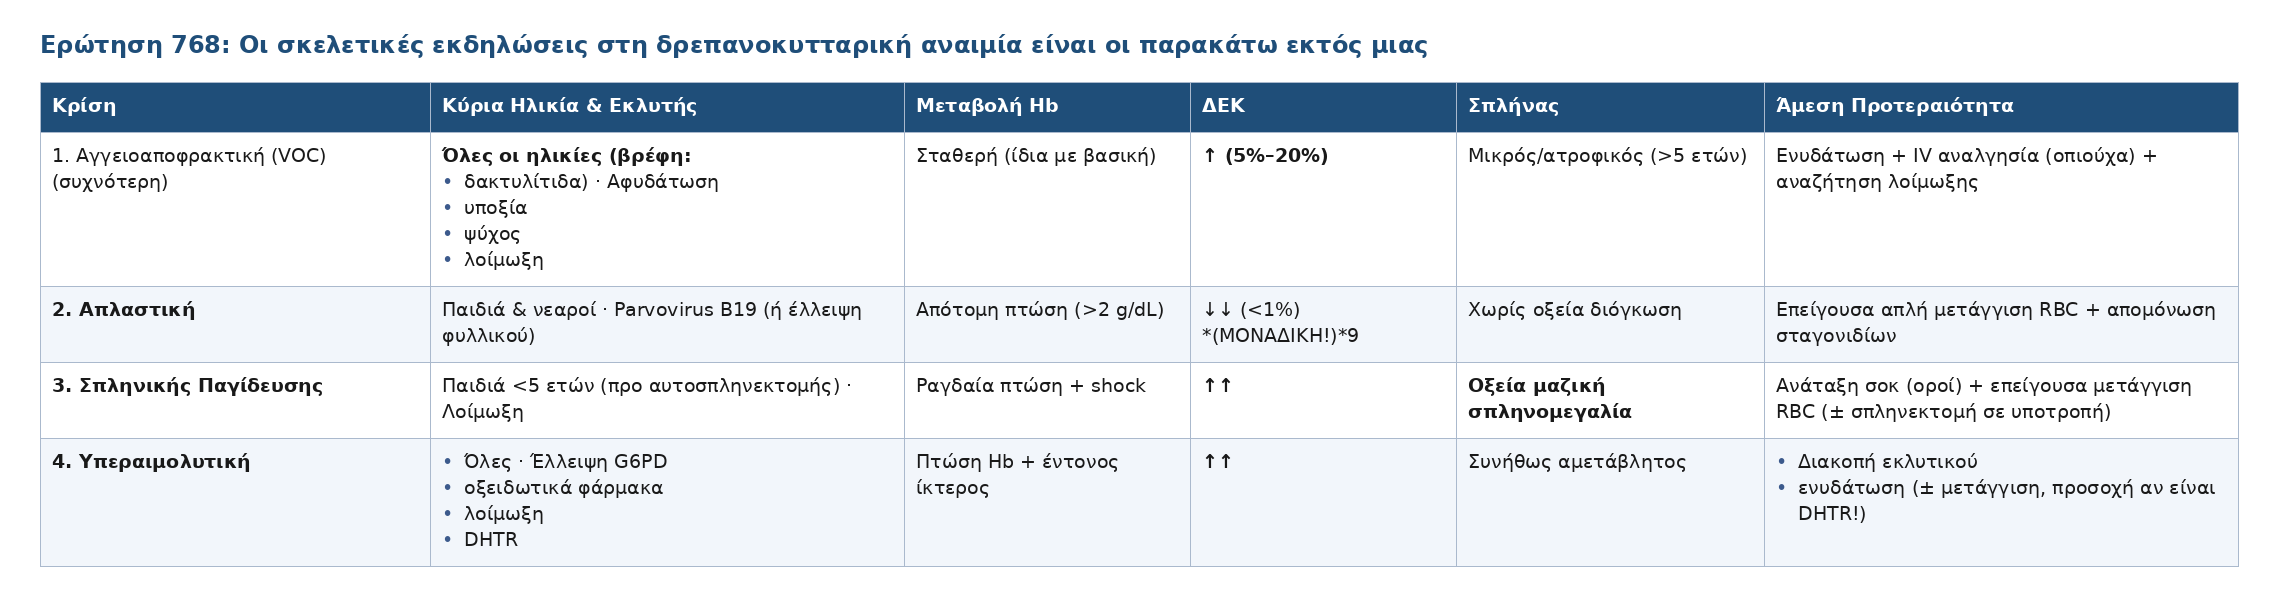 Ερώτηση 768: Οι σκελετικές εκδηλώσεις στη δρεπανοκυτταρική αναιμία είναι οι παρακάτω εκτός μιας
Κρίση
Κύρια Ηλικία & Εκλυτής
Μεταβολή Hb
ΔΕΚ
Σπλήνας
Άμεση Προτεραιότητα
1. Αγγειοαποφρακτική (VOC)
(συχνότερη)
Όλες οι ηλικίες (βρέφη:
• δακτυλίτιδα) · Αφυδάτωση
• υποξία
• ψύχος
• λοίμωξη
Σταθερή (ίδια με βασική)
↑ (5%–20%)
Μικρός/ατροφικός (>5 ετών)
Ενυδάτωση + IV αναλγησία (οπιούχα) +
αναζήτηση λοίμωξης
2. Απλαστική
Παιδιά & νεαροί · Parvovirus B19 (ή έλλειψη
φυλλικού)
Απότομη πτώση (>2 g/dL)
↓↓ (<1%)
*(ΜΟΝΑΔΙΚΗ!)*9
Χωρίς οξεία διόγκωση
Επείγουσα απλή μετάγγιση RBC + απομόνωση
σταγονιδίων
3. Σπληνικής Παγίδευσης
Παιδιά <5 ετών (προ αυτοσπληνεκτομής) ·
Λοίμωξη
Ραγδαία πτώση + shock
↑↑
Οξεία μαζική
σπληνομεγαλία
Ανάταξη σοκ (οροί) + επείγουσα μετάγγιση
RBC (± σπληνεκτομή σε υποτροπή)
4. Υπεραιμολυτική
• Όλες · Έλλειψη G6PD
• οξειδωτικά φάρμακα
• λοίμωξη
• DHTR
Πτώση Hb + έντονος
ίκτερος
↑↑
Συνήθως αμετάβλητος
• Διακοπή εκλυτικού
• ενυδάτωση (± μετάγγιση, προσοχή αν είναι
DHTR!)